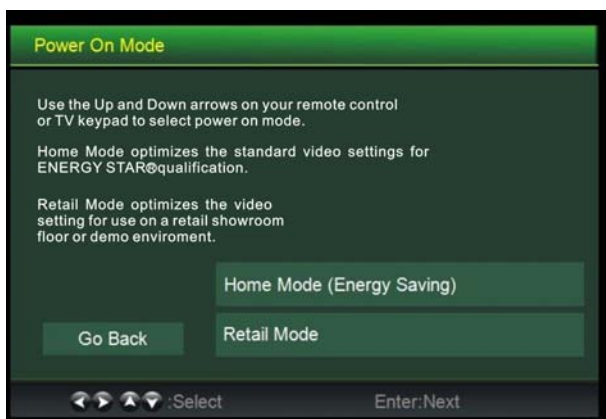 Power On Mode
Use the Up and Down arrows on your remote control
or TV keypad to select power on mode.
Home Mode optimizes the standard video settings for
ENERGY STAR®qualification.
Retail Mode optimizes the video
setting for use on a retail showroom
floor or demo enviroment.
Home Mode (Energy Saving)
Go Back
Retail Mode
:Select
Enter:Next